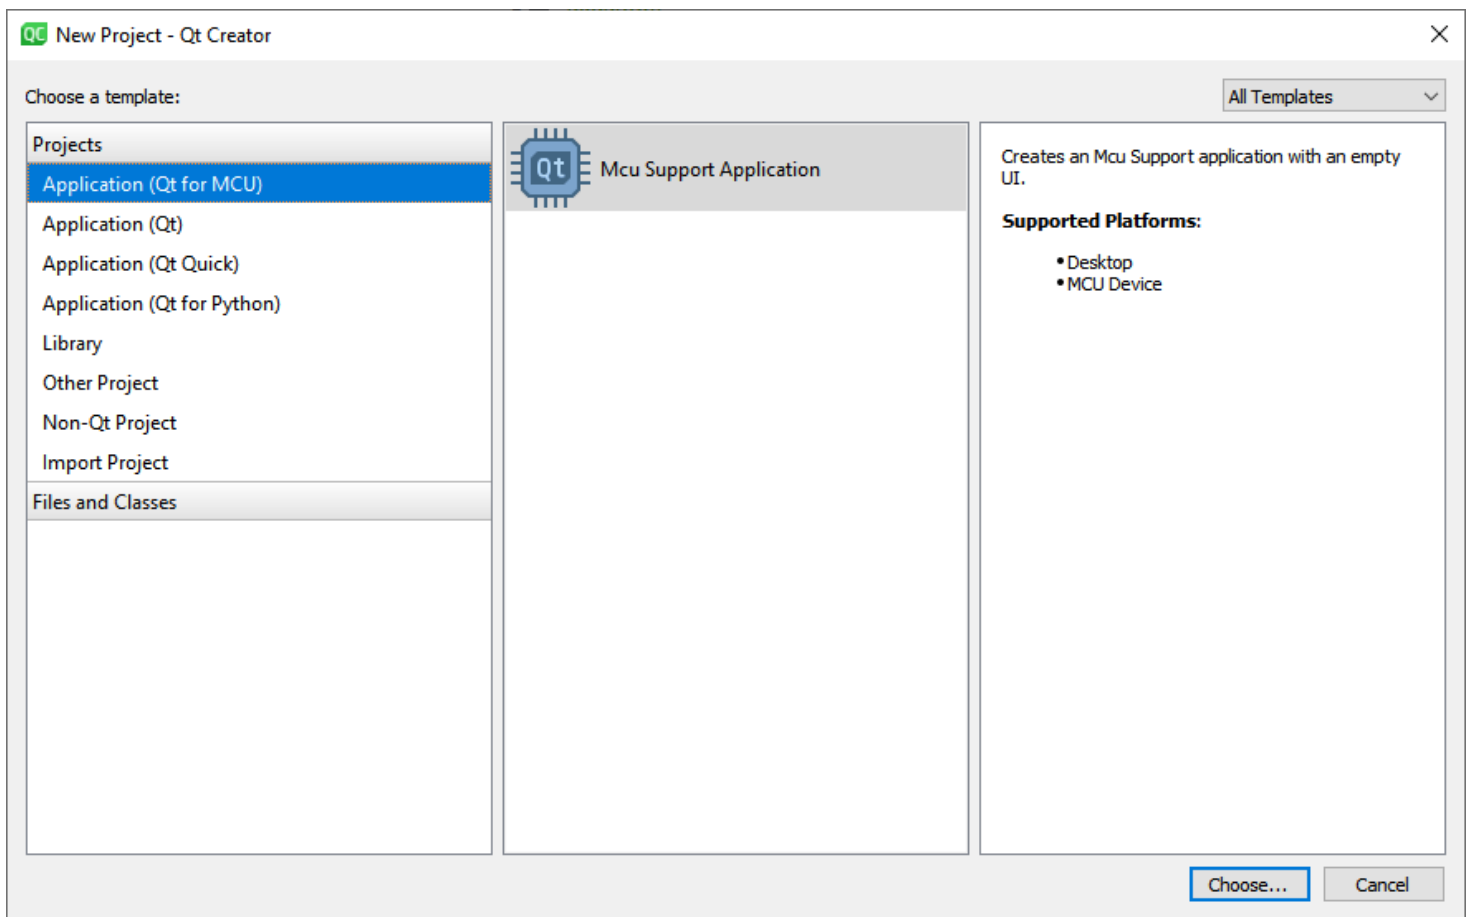 QC New Project - Qt Creator
Choose a template:
All Templates
Projects
Application (Qt for MCU)
Application (Qt)
Application (Qt Quick)
Application (Qt for Python)
Library
Other Project
Non-Qt Project
Import Project
Files and Classes
Qt Mcu Support Application
Creates an Mcu Support application with an empty
UI.
Supported Platforms:
• Desktop
• MCU Device
Choose...
Cancel